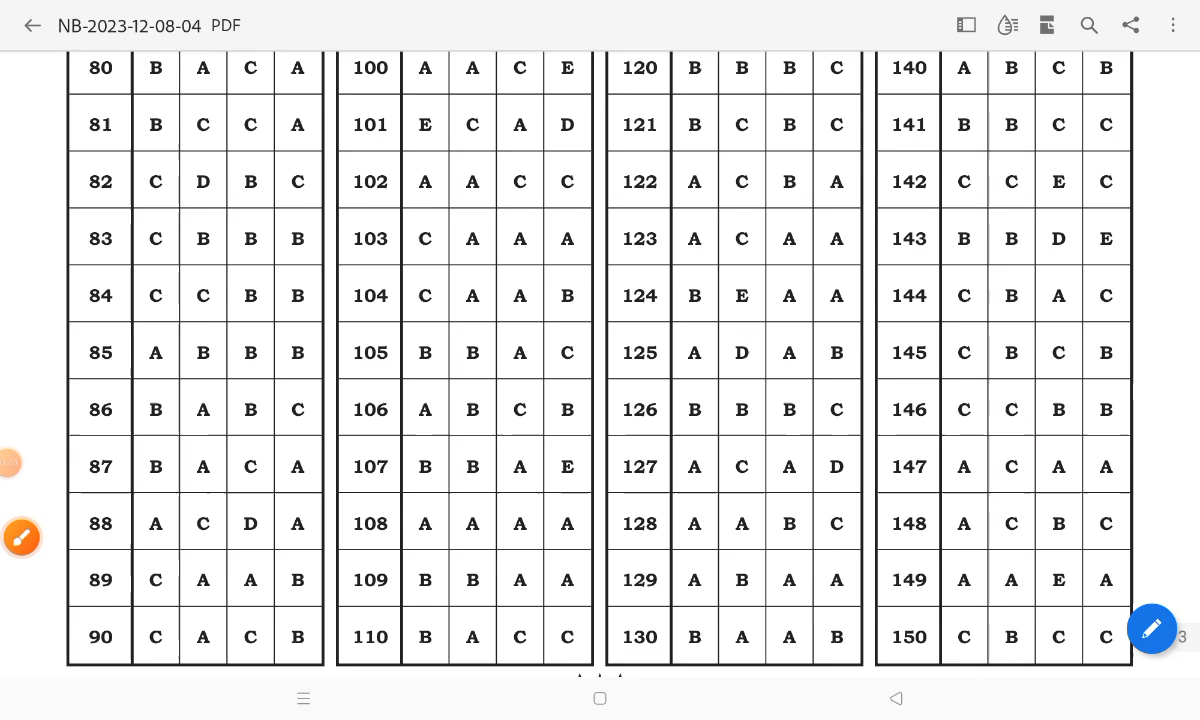 NB-2023-12-08-04 PDF
80 B A C A 100 A A C E 120 B B B C 140 A B C B
81 B C C A 101 E C A D 121 B C B C 141 B B C C
82 C D B C 102 A A C C 122 A C B A 142 C C E C
83 C B B B 103 C A A A 123 A C A A 143 B B D E
84 C C B B 104 C A A B 124 B E A A 144 C B A C
85 A B B B 105 B B A C 125 A D A B 145 C B C B
86 B A B C 106 A B C B 126 B B B C 146 C C B B
87 B A C A 107 B B A E 127 A C A D 147 A C A A
88 A C D A 108 A A A A 128 A A B C 148 A C B C
89 C A A B 109 B B A A 129 A B A A 149 A A E A
90 C A C B 110 B A C C 130 B A A B 150 C B C C
3